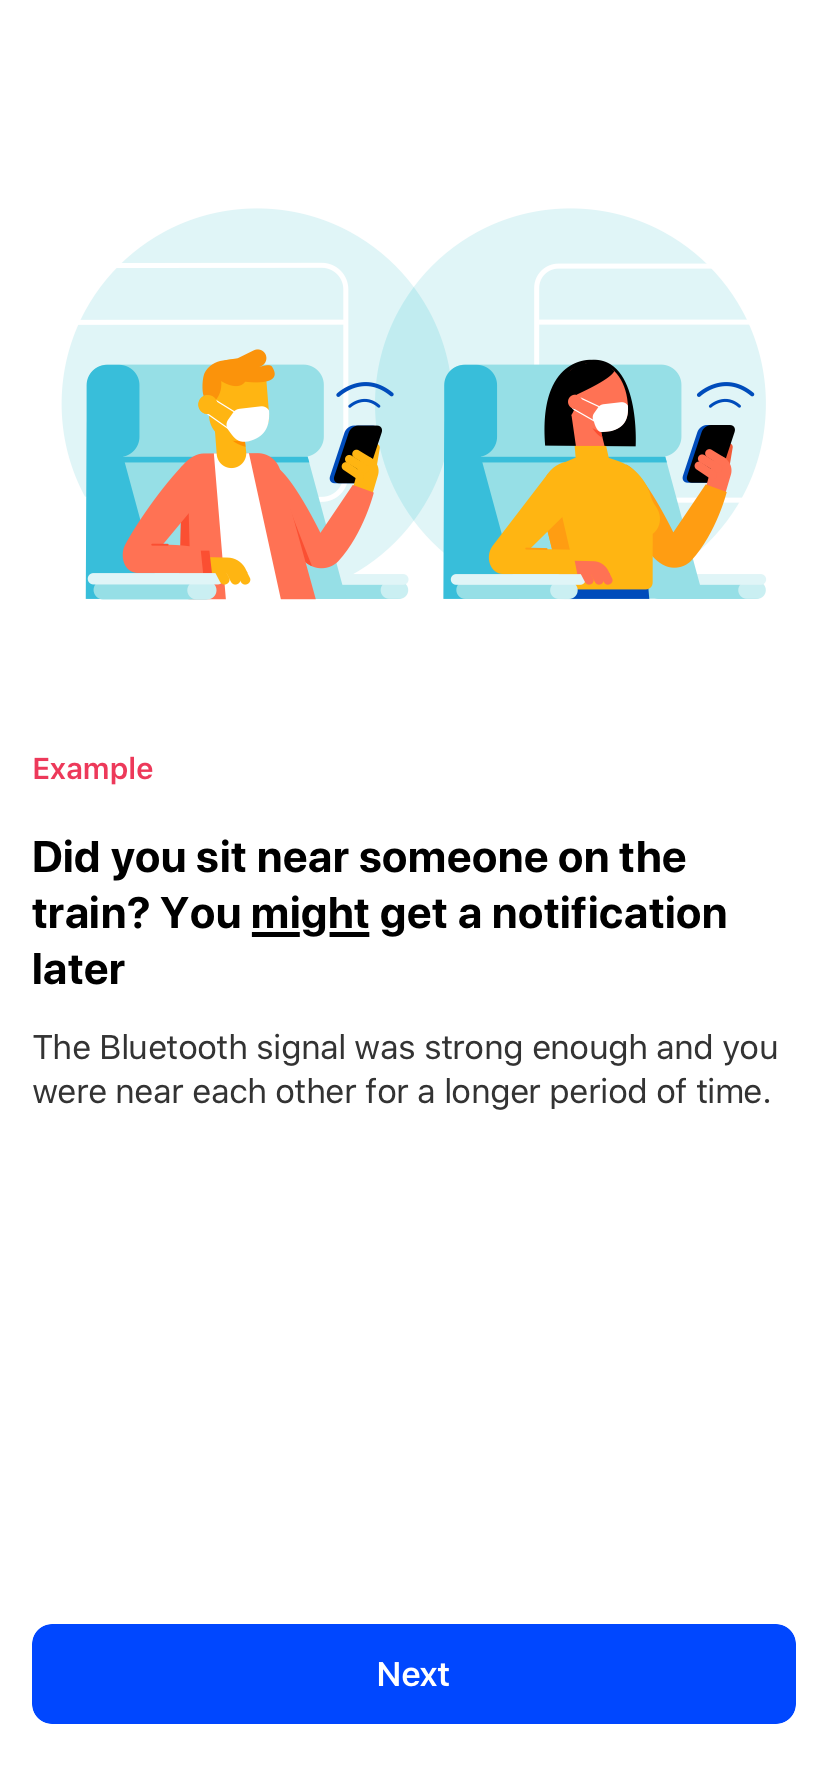 Example
Did you sit near someone on the
train? You might get a notification
later
The Bluetooth signal was strong enough and you
were near each other for a longer period of time.
Next